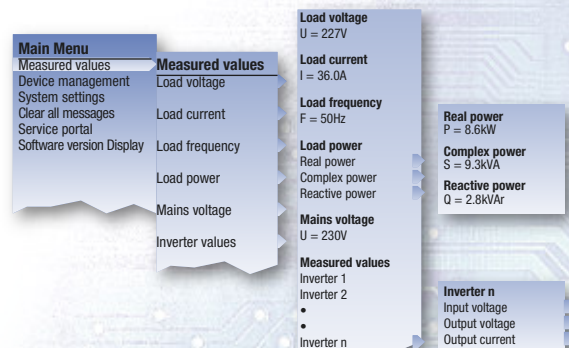 Main Menu
Measured values
Device management
System settings
Clear all messages
Service portal
Software version Display
Measured values
Load voltage
Load current
Load frequency
Load power
Mains voltage
Inverter values
Load voltage
U = 227V
Load current
I = 36.0A
Load frequency
F = 50Hz
Load power
Real power
Complex power
Reactive power
Mains voltage
U = 230V
Measured values
Inverter 1
Inverter 2
•
•
Inverter n
Real power
P = 8.6kW
Complex power
S = 9.3kVA
Reactive power
Q = 2.8kVAr
Inverter n
Input voltage
Output voltage
Output current